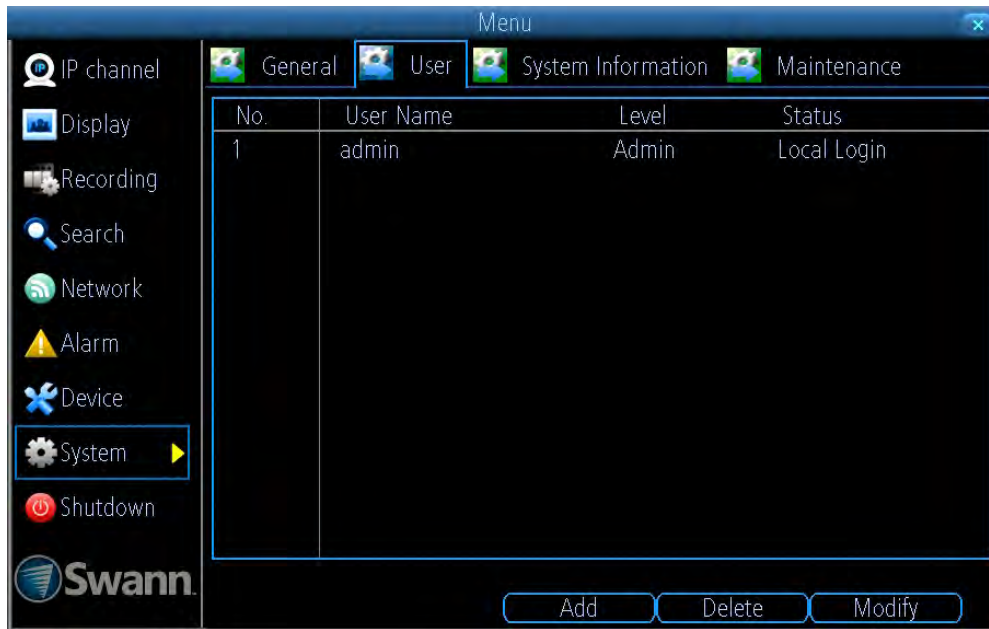 Menu
IP channel
Display
Recording
Search
Network
Alarm
Device
System
Shutdown
Swann
General User System Information Maintenance
No. User Name Level Status
1 admin Admin Local Login
Add Delete Modify